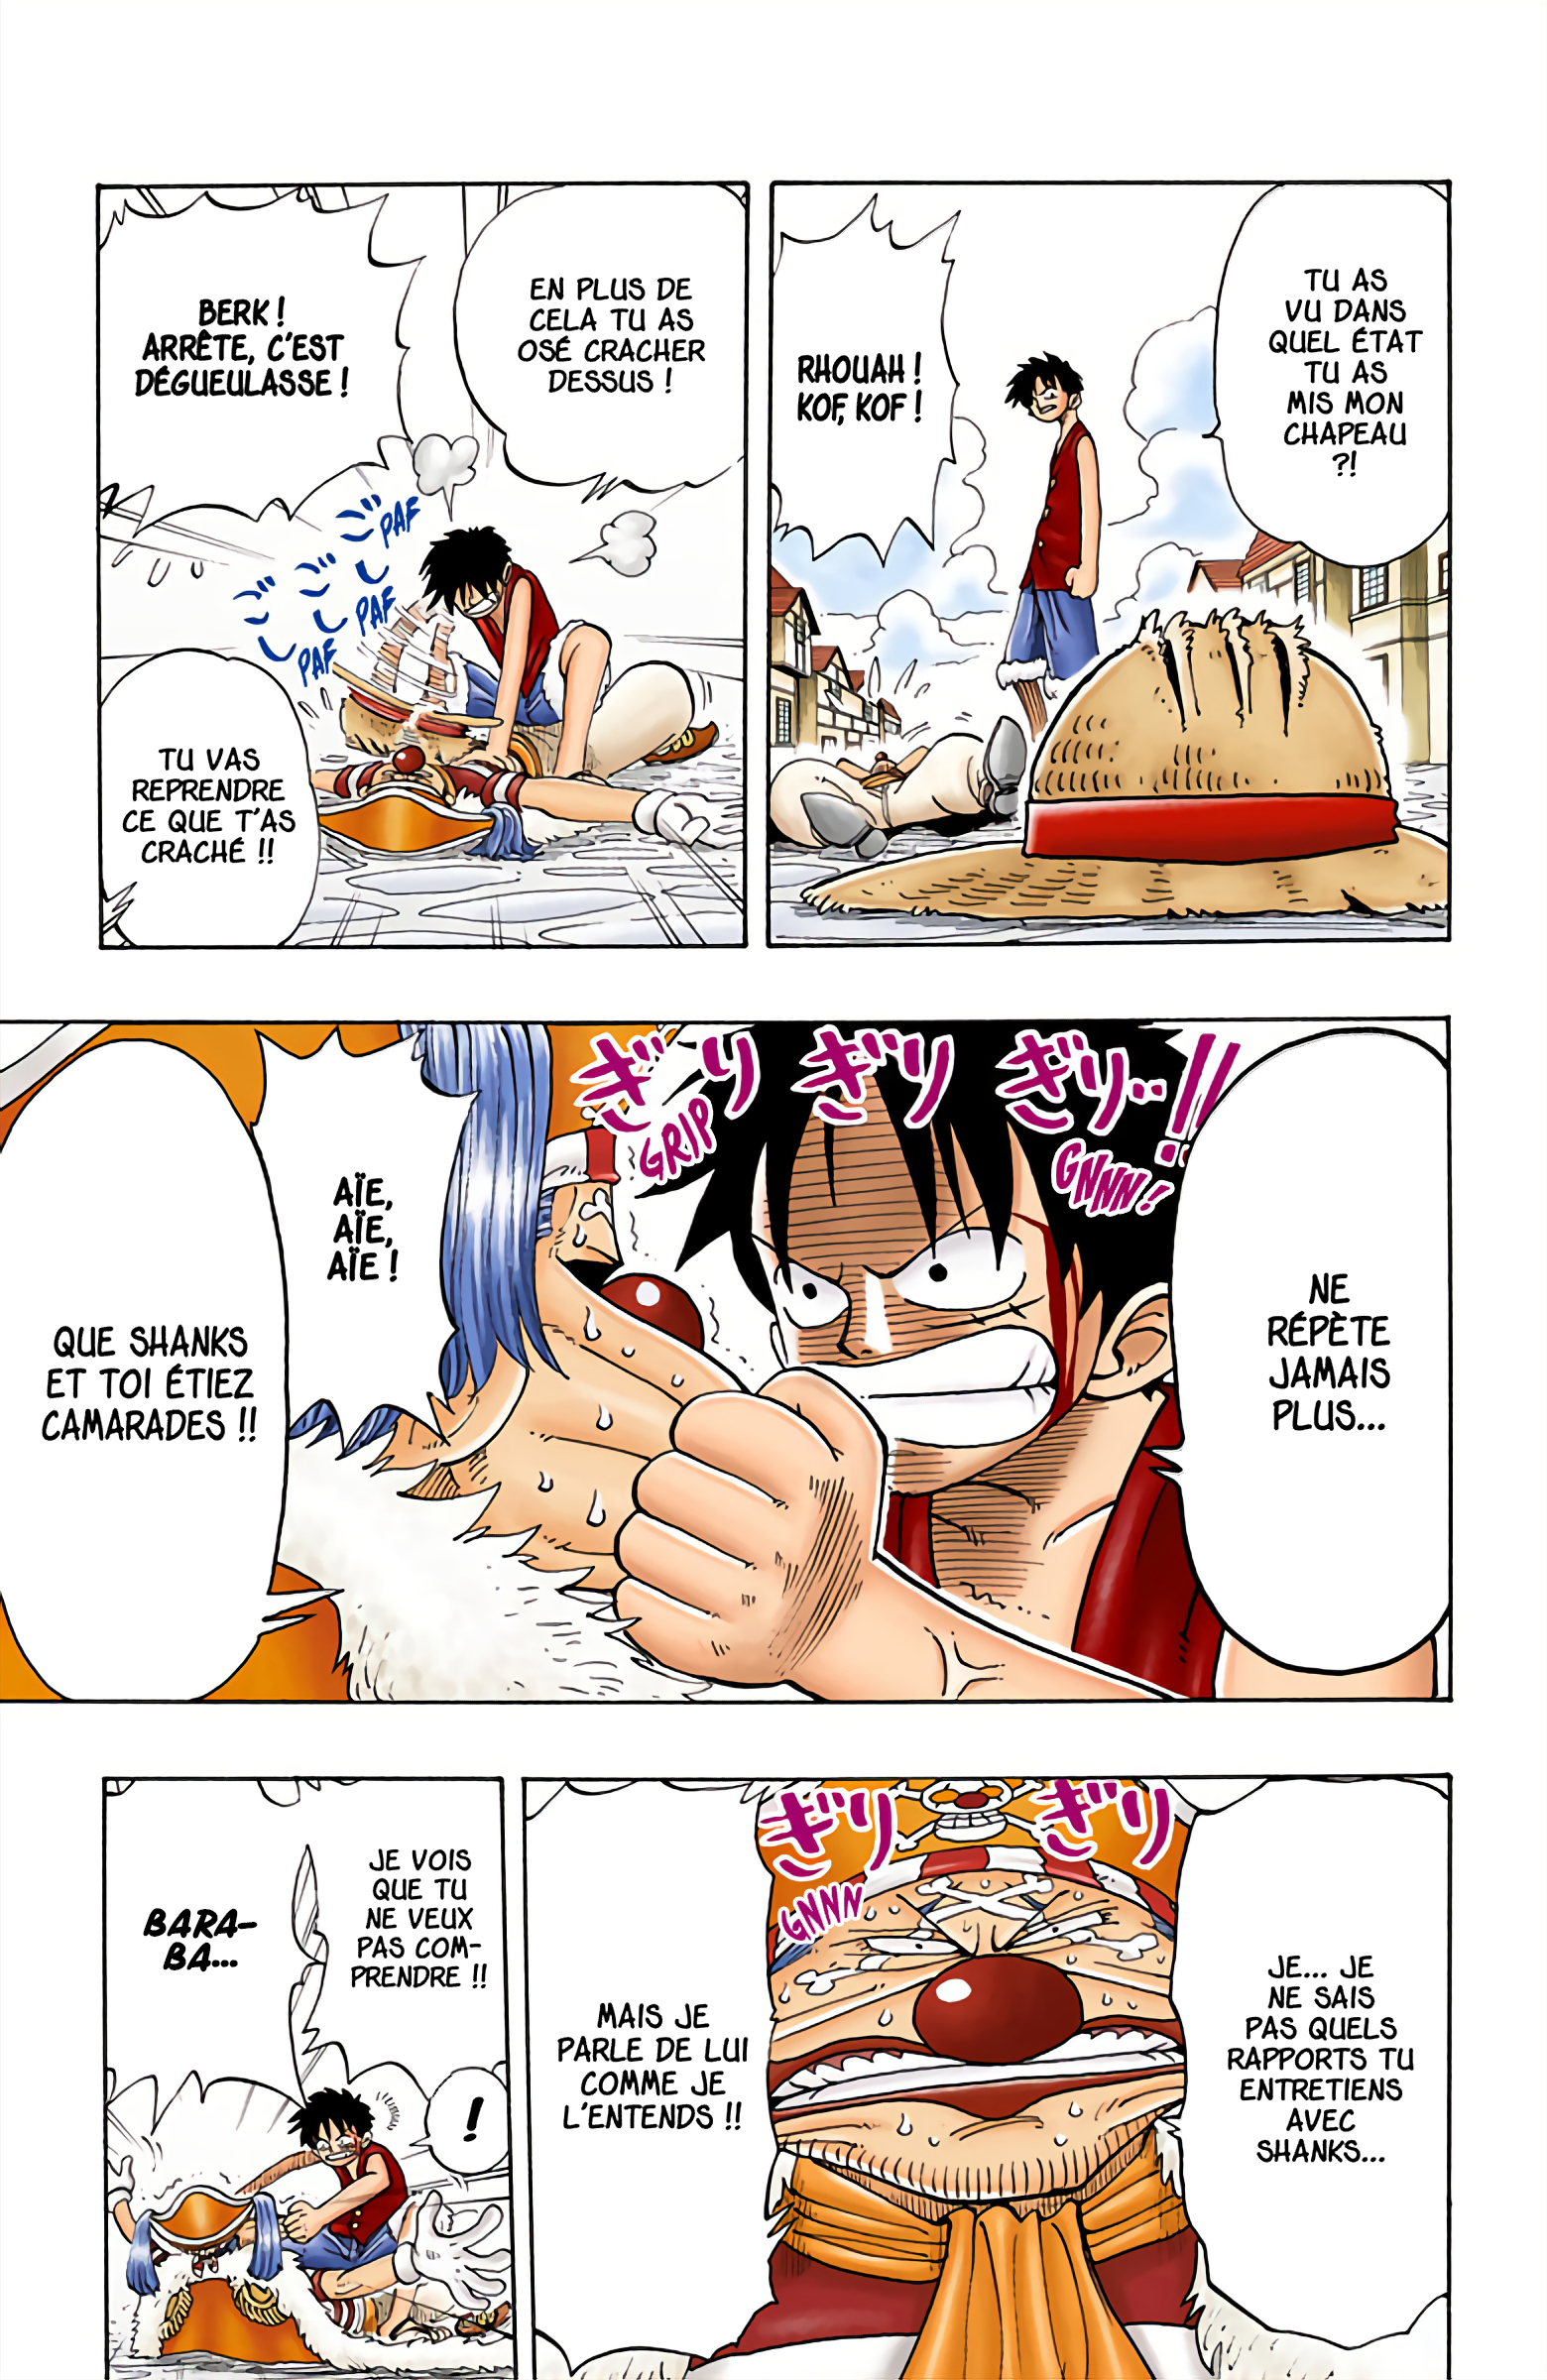 TU AS
VU DANS
QUEL ÉTAT
TU AS
MIS MON
CHAPEAU
?!
RHOUAH !
KOF, KOF !
EN PLUS DE
CELA TU AS
OSÉ CRACHER
DESSUS !
BERK !
ARRÊTE, C'EST
DÉGUEULASSE !
ごし
PAF
ごし
PAF
ごし
PAF
TU VAS
REPRENDRE
CE QUE T'AS
CRACHÉ !!
NE
RÉPÈTE
JAMAIS
PLUS...
ぎりぎりぎり..!!
GRIP
GNNN !
AÏE,
AÏE,
AÏE !
QUE SHANKS
ET TOI ÉTIEZ
CAMARADES !!
JE... JE
NE SAIS
PAS QUELS
RAPPORTS TU
ENTRETIENS
AVEC
SHANKS...
ぎりぎり
GNNN
MAIS JE
PARLE DE LUI
COMME JE
L'ENTENDS !!
JE VOIS
QUE TU
NE VEUX
PAS COM-
PRENDRE !!
BARA-
BA...
!